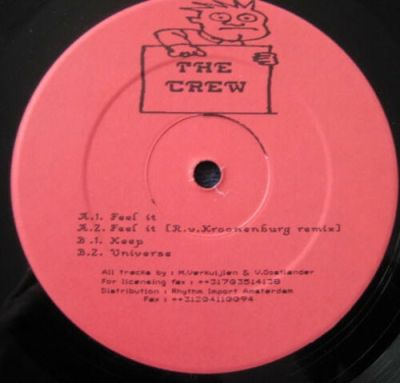 THE
CREW
A.1. Feel it
A.2. Feel it [R.v.Kroonenburg remix]
B.1. Keep
B.2. Universe
All tracks by : M.Verkuijlen & V.Oostlander
For licensing fax : ++31703514128
Distribution : Rhythm Import Amsterdam
Fax : ++31204110094